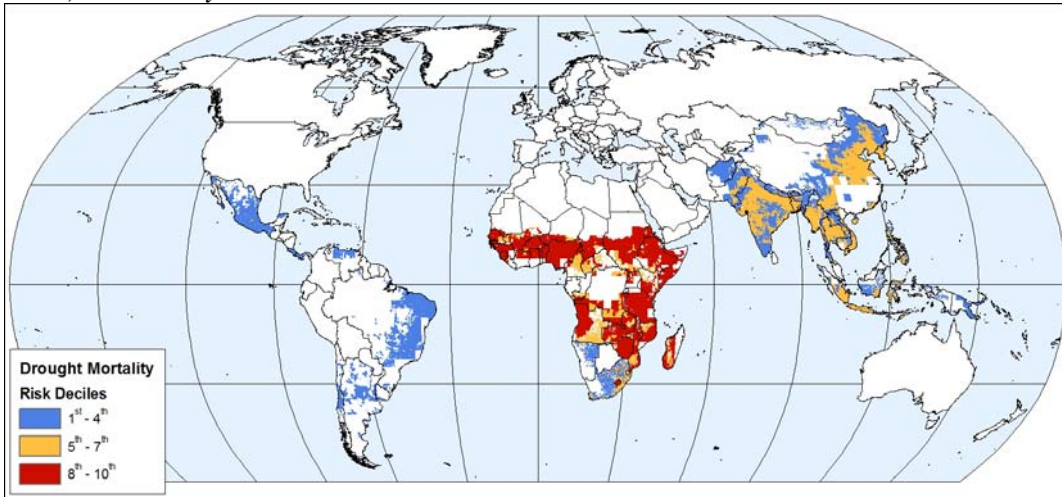 Drought Mortality
Risk Deciles
1st - 4th
5th - 7th
8th - 10th